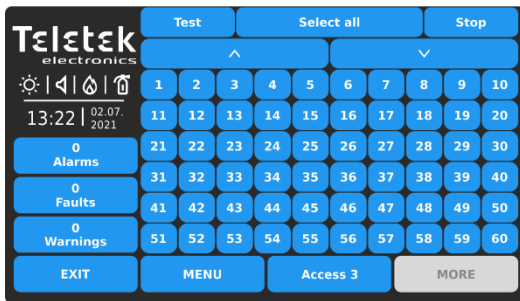 Teletek
electronics
13:22 02.07.
2021
0
Alarms
0
Faults
0
Warnings
EXIT
Test Select all Stop
1 2 3 4 5 6 7 8 9 10
11 12 13 14 15 16 17 18 19 20
21 22 23 24 25 26 27 28 29 30
31 32 33 34 35 36 37 38 39 40
41 42 43 44 45 46 47 48 49 50
51 52 53 54 55 56 57 58 59 60
MENU Access 3 MORE